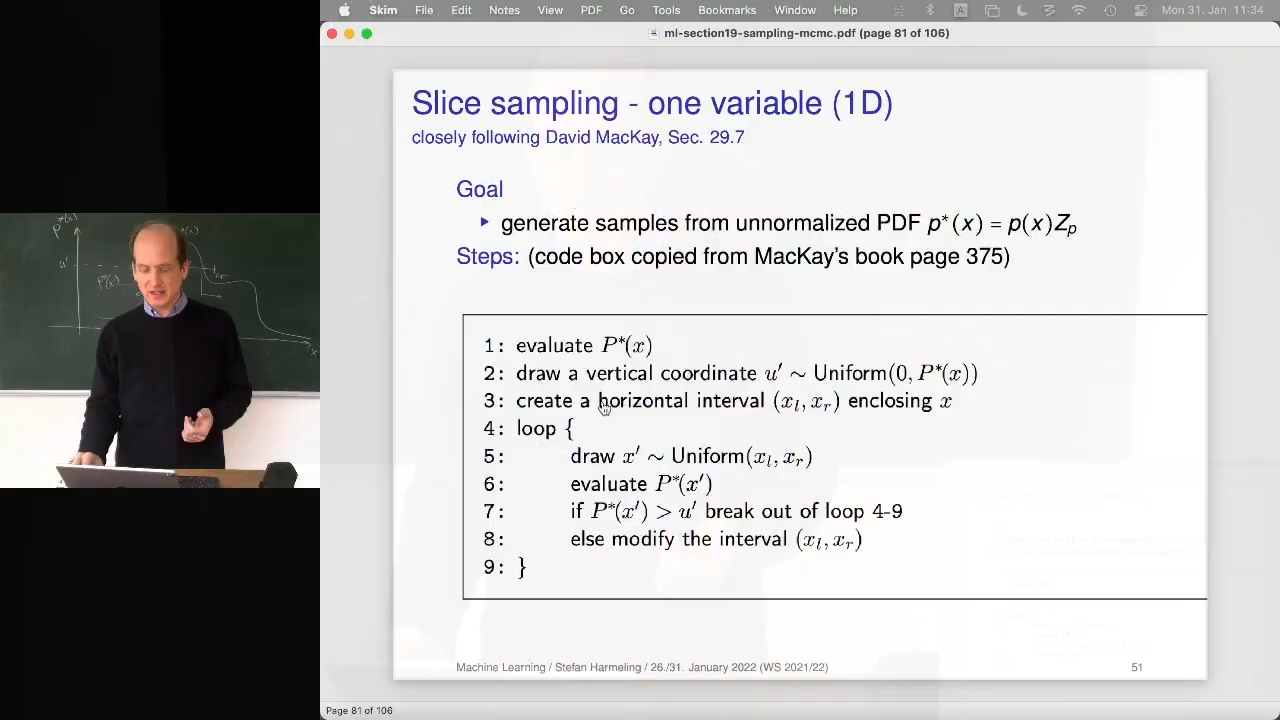 Skim File Edit Notes View PDF Go Tools Bookmarks Window Help A Mon 31. Jan 11:34
ml-section19-sampling-mcmc.pdf (page 81 of 106)
Slice sampling - one variable (1D)
closely following David MacKay, Sec. 29.7
Goal
▸ generate samples from unnormalized PDF p*(x) = p(x)Z_p
Steps: (code box copied from MacKay's book page 375)
1: evaluate P*(x)
2: draw a vertical coordinate u′ ∼ Uniform(0, P*(x))
3: create a horizontal interval (x_l, x_r) enclosing x
4: loop {
5: draw x′ ∼ Uniform(x_l, x_r)
6: evaluate P*(x′)
7: if P*(x′) > u′ break out of loop 4-9
8: else modify the interval (x_l, x_r)
9: }
Machine Learning / Stefan Harmeling / 26./31. January 2022 (WS 2021/22) 51
Page 81 of 106
P*(x)
u′
P*(x)
x_r
x